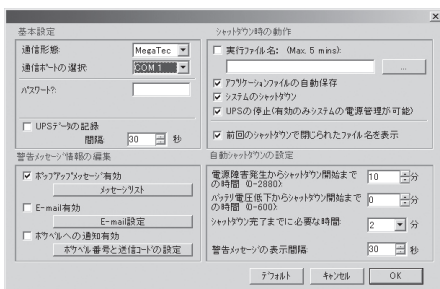 基本設定
通信形態: MegaTec
通信ポートの選択: COM 1
パスワード?:
UPSデータの記録
間隔 30 秒
警告メッセージ情報の編集
ポップアップメッセージ有効
メッセージリスト
E-mail有効
E-mail設定
ポケベルへの通知有効
ポケベル番号と送信コードの設定
シャットダウン時の動作
実行ファイル名: (Max. 5 mins):
...
アプリケーションファイルの自動保存
システムのシャットダウン
UPSの停止(有効のみシステムの電源管理が可能)
前回のシャットダウンで閉じられたファイル名を表示
自動シャットダウンの設定
電源障害発生からシャットダウン開始まで
の時間 (0-2880): 10 分
バッテリ電圧低下からシャットダウン開始まで
の時間 (0-600): 0 分
シャットダウン完了までに必要な時間: 2 分
警告メッセージの表示間隔: 30 秒
デフォルト キャンセル OK